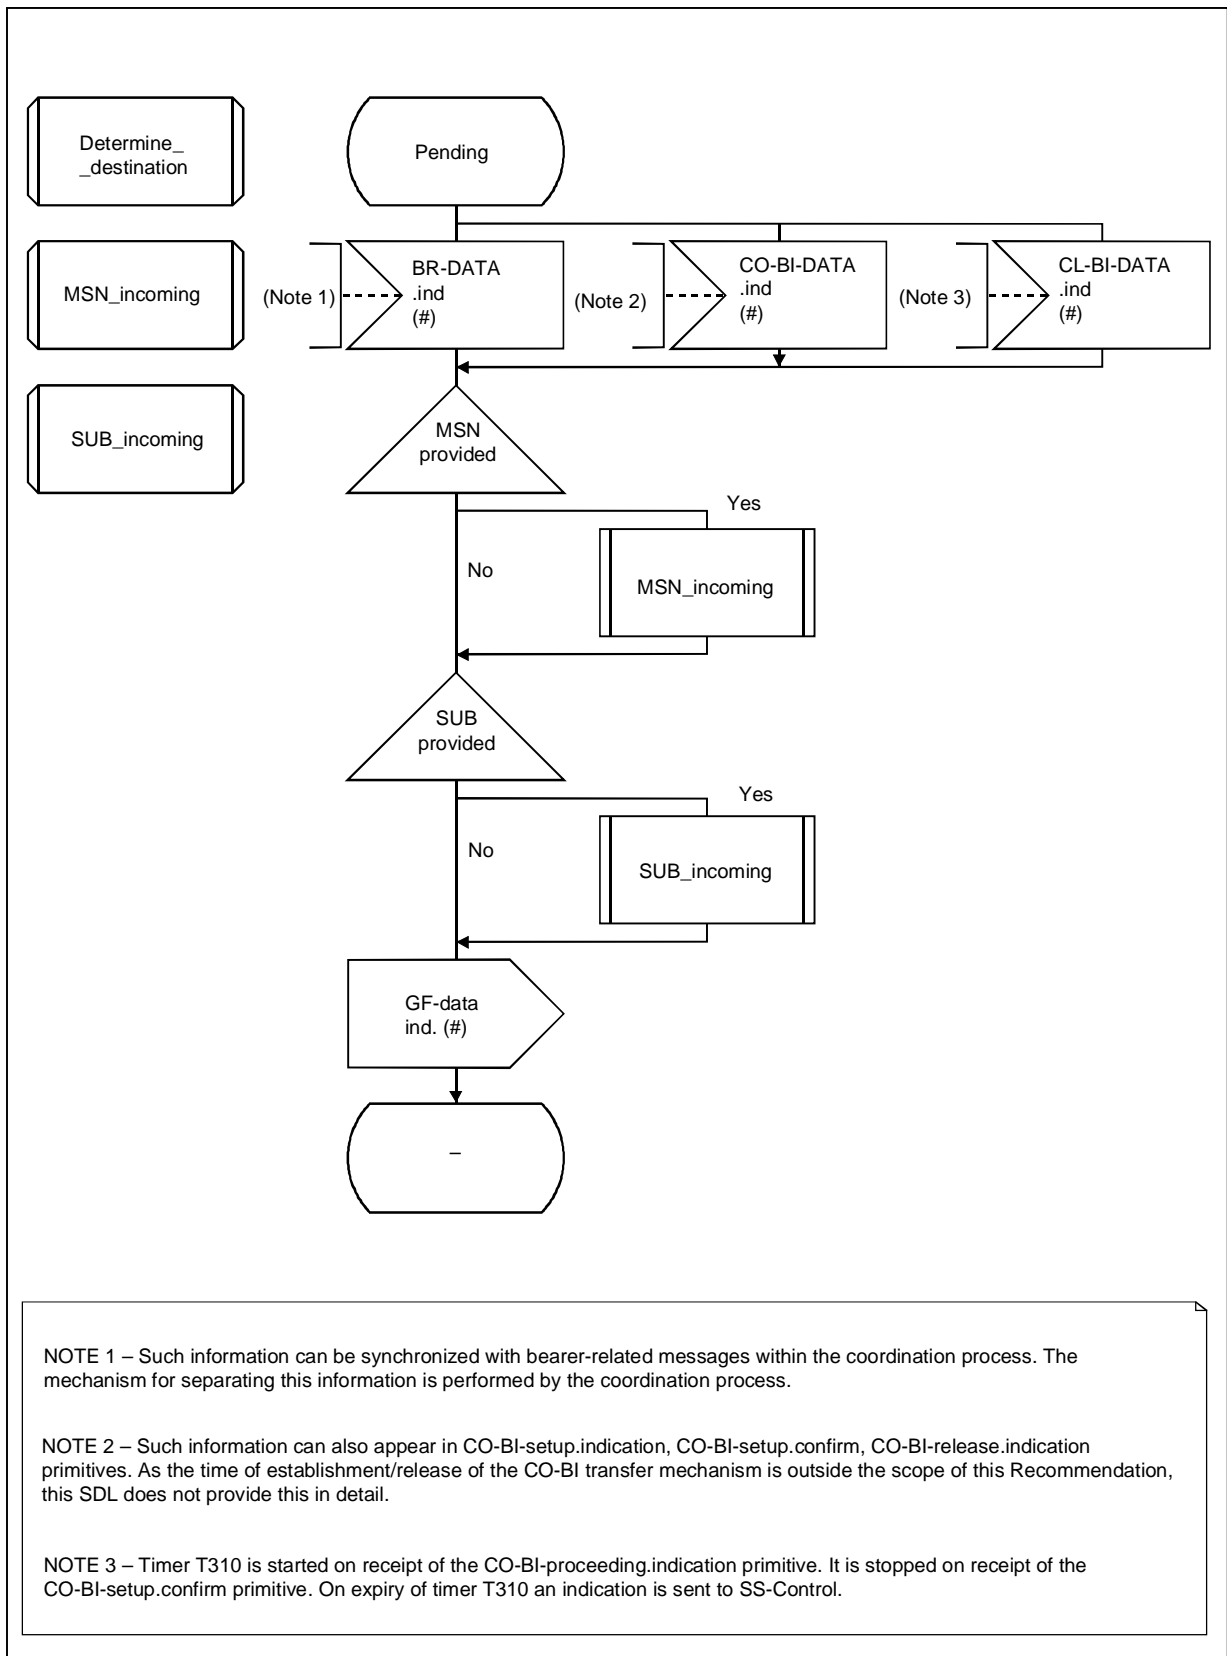 Determine_
_destination
Pending
MSN_incoming
(Note 1)
BR-DATA
.ind
(#)
(Note 2)
CO-BI-DATA
.ind
(#)
(Note 3)
CL-BI-DATA
.ind
(#)
SUB_incoming
MSN
provided
Yes
No
MSN_incoming
SUB
provided
Yes
No
SUB_incoming
GF-data
ind. (#)
–
NOTE 1 – Such information can be synchronized with bearer-related messages within the coordination process. The
mechanism for separating this information is performed by the coordination process.
NOTE 2 – Such information can also appear in CO-BI-setup.indication, CO-BI-setup.confirm, CO-BI-release.indication
primitives. As the time of establishment/release of the CO-BI transfer mechanism is outside the scope of this Recommendation,
this SDL does not provide this in detail.
NOTE 3 – Timer T310 is started on receipt of the CO-BI-proceeding.indication primitive. It is stopped on receipt of the
CO-BI-setup.confirm primitive. On expiry of timer T310 an indication is sent to SS-Control.